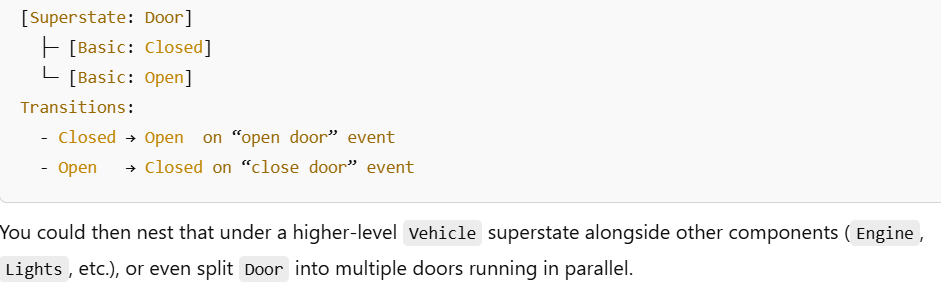 [Superstate: Door]
├─ [Basic: Closed]
└─ [Basic: Open]
Transitions:
- Closed → Open on “open door” event
- Open → Closed on “close door” event
You could then nest that under a higher-level Vehicle superstate alongside other components (Engine,
Lights, etc.), or even split Door into multiple doors running in parallel.